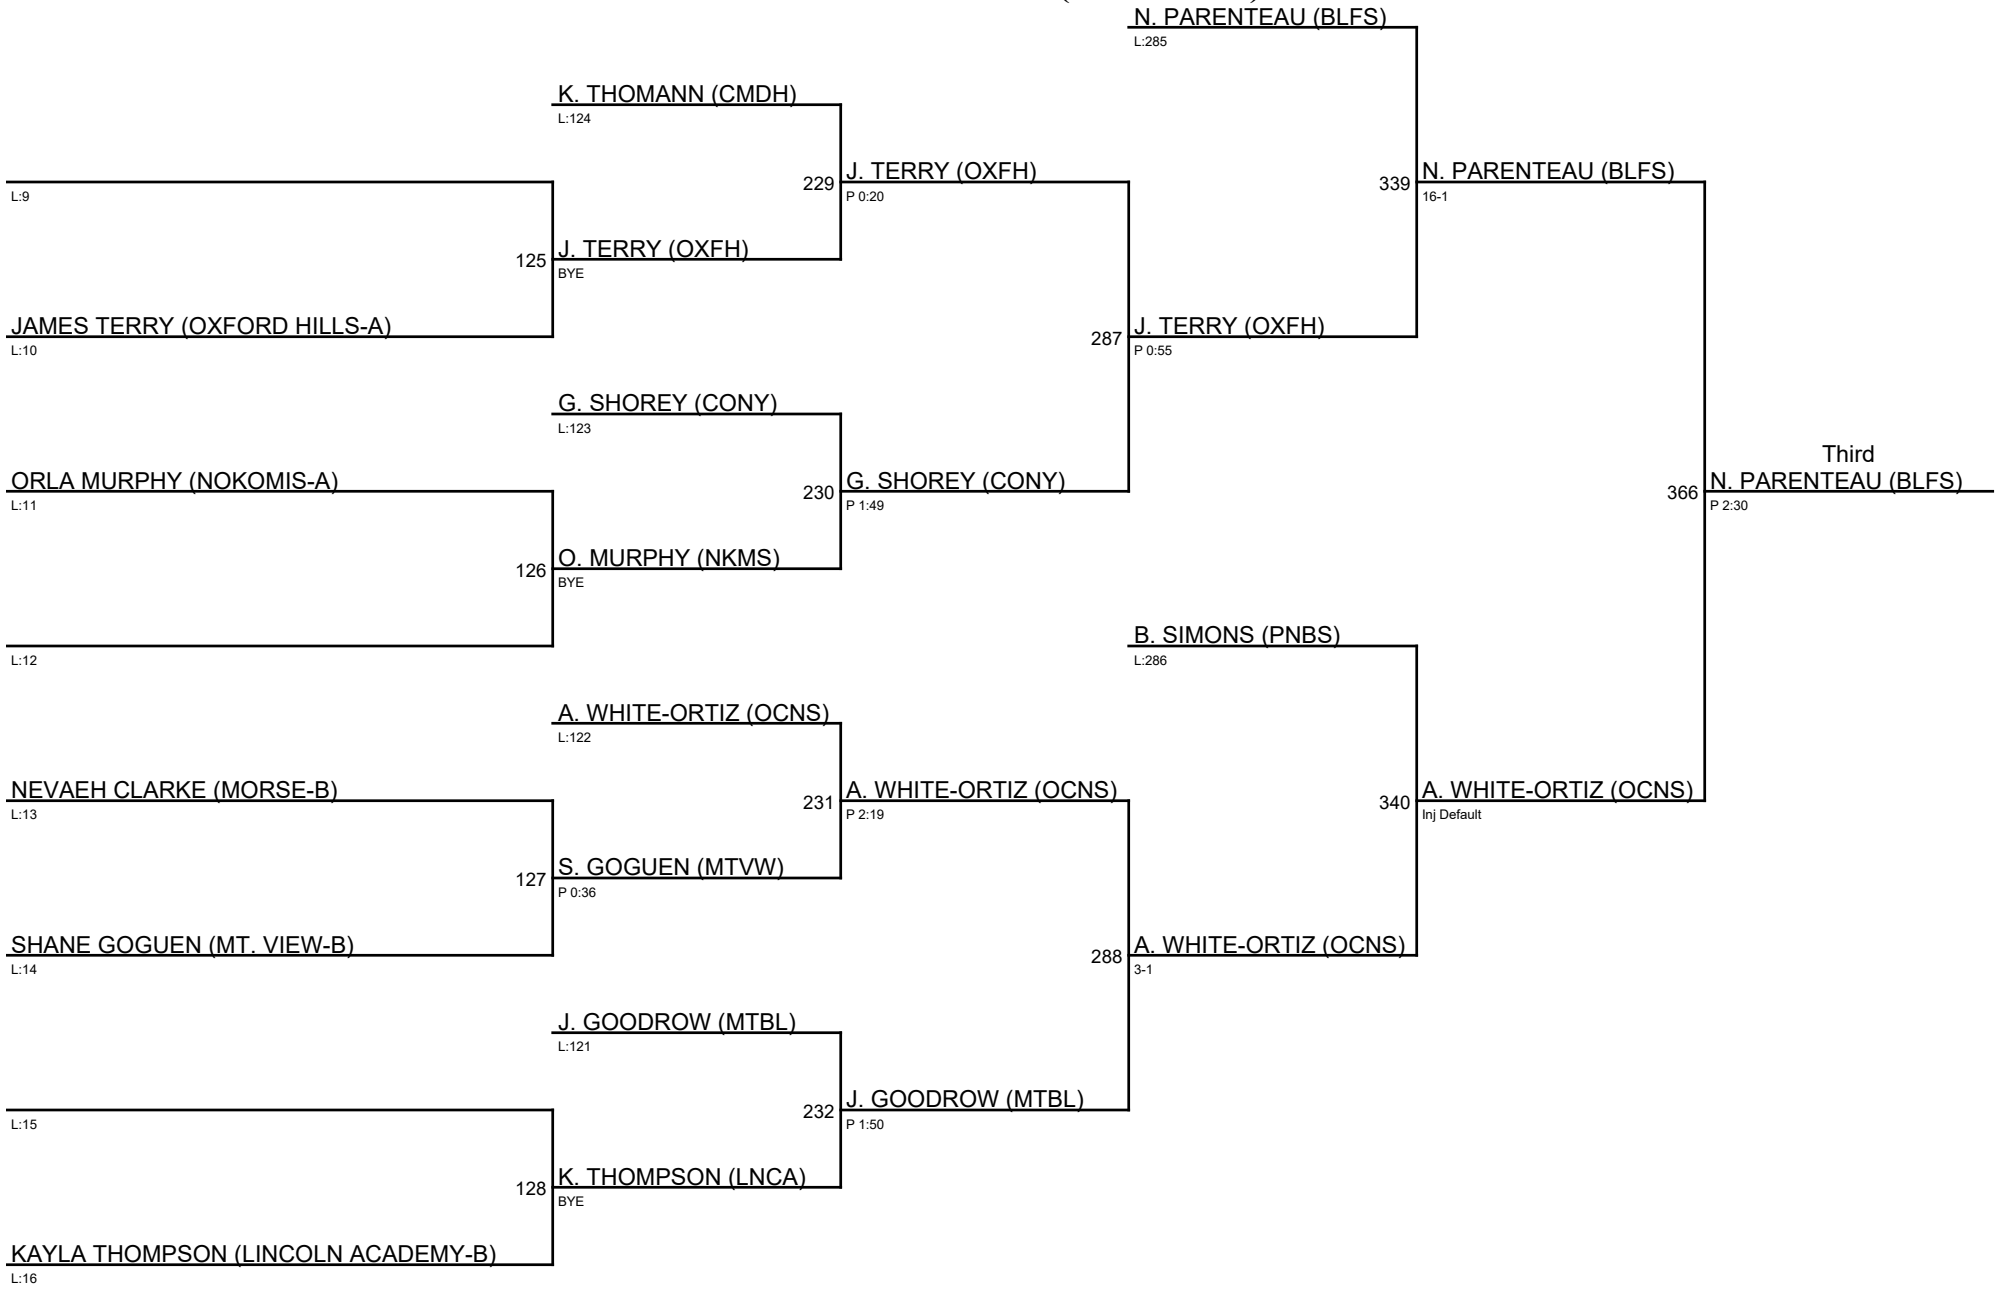 N. PARENTEAU (BLFS)
L:285
K. THOMANN (CMDH)
L:124
L:9
229
J. TERRY (OXFH)
P 0:20
339
N. PARENTEAU (BLFS)
16-1
125
J. TERRY (OXFH)
BYE
JAMES TERRY (OXFORD HILLS-A)
L:10
287
J. TERRY (OXFH)
P 0:55
G. SHOREY (CONY)
L:123
Third
ORLA MURPHY (NOKOMIS-A)
L:11
230
G. SHOREY (CONY)
P 1:49
366
N. PARENTEAU (BLFS)
P 2:30
126
O. MURPHY (NKMS)
BYE
L:12
B. SIMONS (PNBS)
L:286
A. WHITE-ORTIZ (OCNS)
L:122
NEVAEH CLARKE (MORSE-B)
L:13
231
A. WHITE-ORTIZ (OCNS)
P 2:19
340
A. WHITE-ORTIZ (OCNS)
Inj Default
127
S. GOGUEN (MTVW)
P 0:36
SHANE GOGUEN (MT. VIEW-B)
L:14
288
A. WHITE-ORTIZ (OCNS)
3-1
J. GOODROW (MTBL)
L:121
L:15
232
J. GOODROW (MTBL)
P 1:50
128
K. THOMPSON (LNCA)
BYE
KAYLA THOMPSON (LINCOLN ACADEMY-B)
L:16